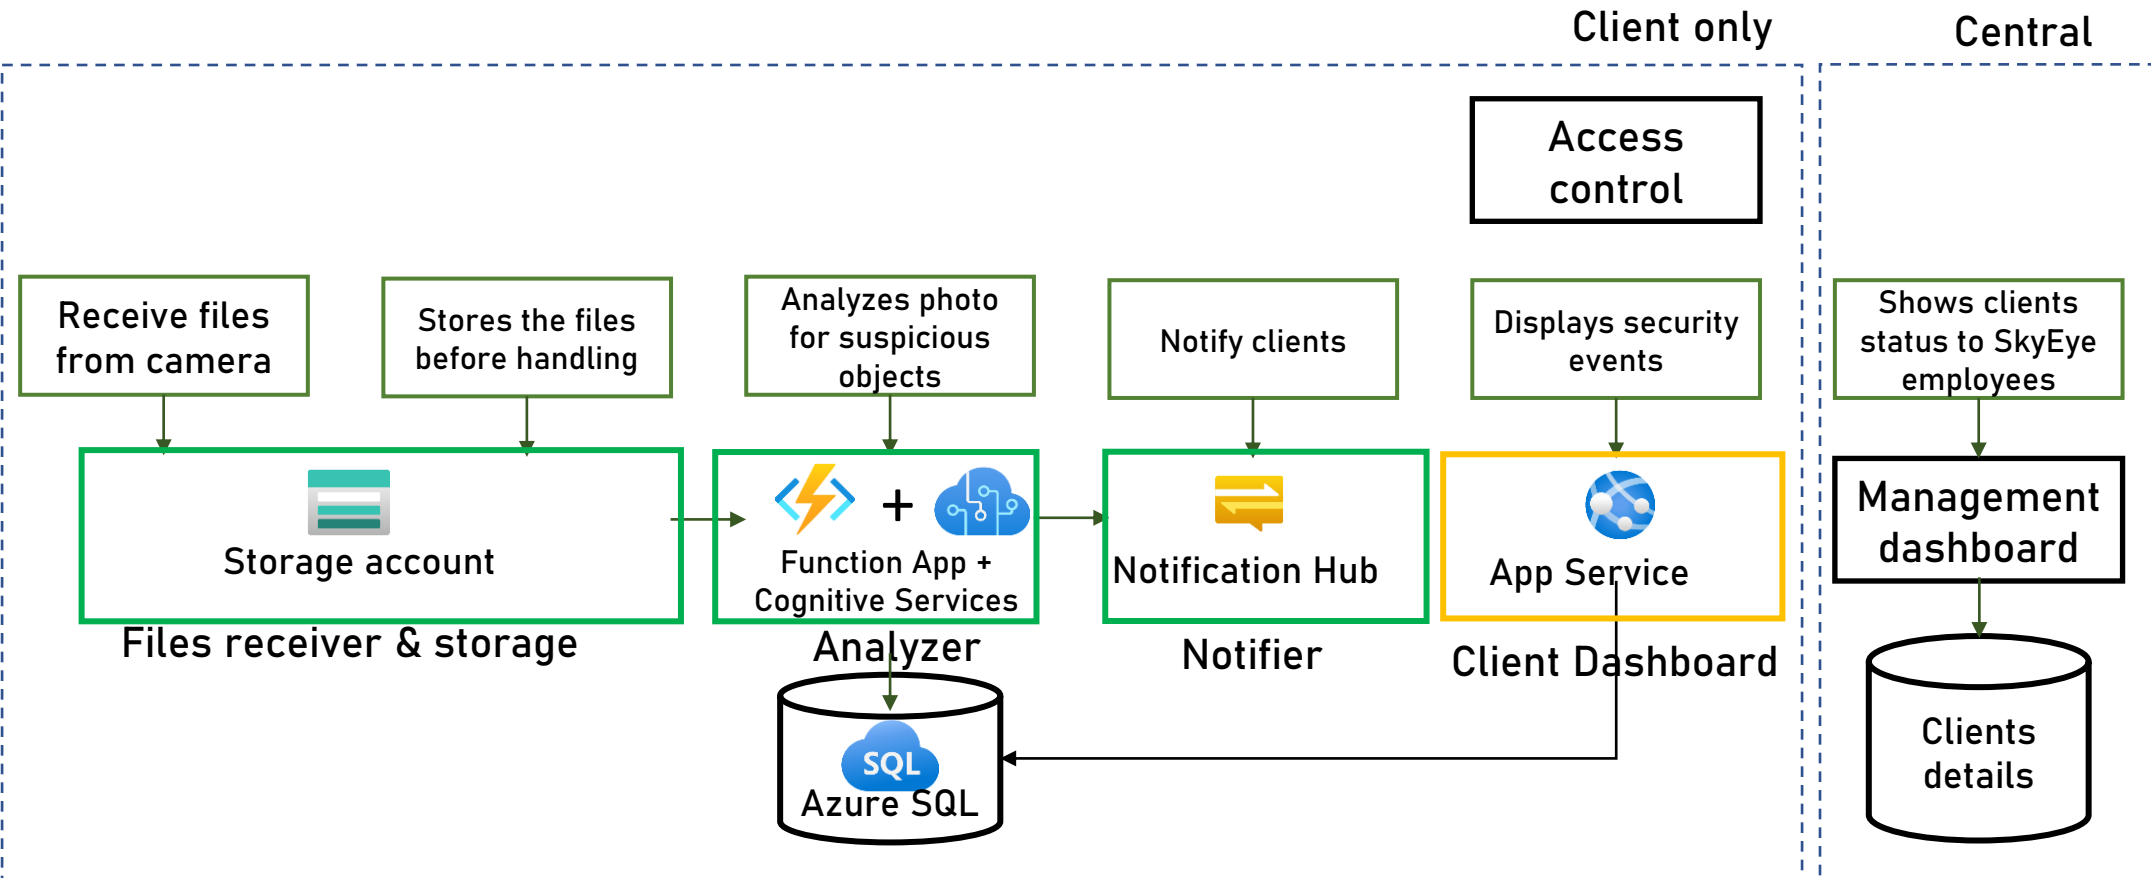 Client only
Central
Access
control
Receive files
from camera
Stores the files
before handling
Analyzes photo
for suspicious
objects
Notify clients
Displays security
events
Shows clients
status to SkyEye
employees
Storage account
Files receiver & storage
+
Function App +
Cognitive Services
Analyzer
Notification Hub
Notifier
App Service
Client Dashboard
Management
dashboard
SQL
Azure SQL
Clients
details